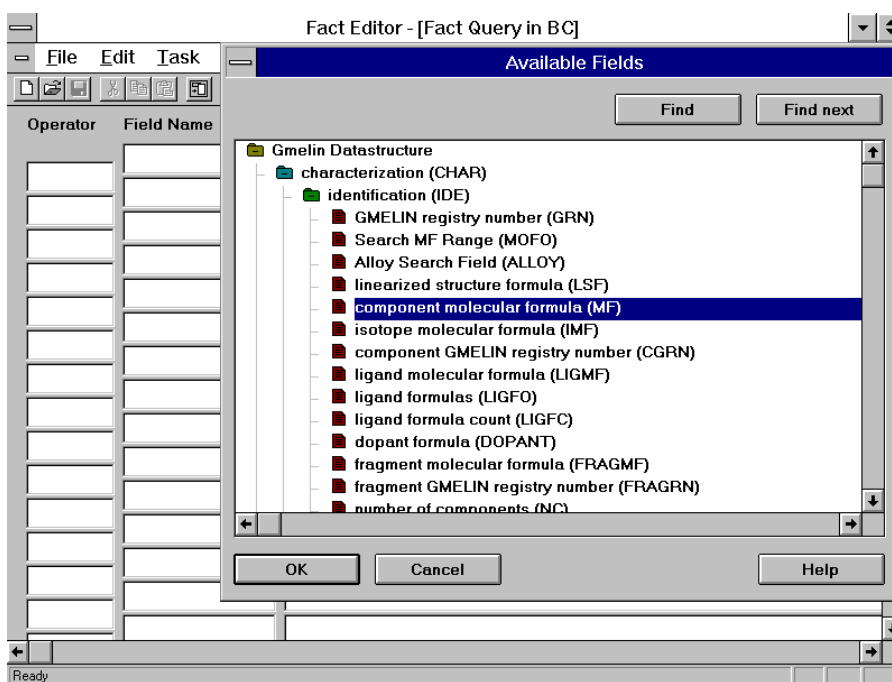 Fact Editor - [Fact Query in BC]
File Edit Task
Available Fields
Find Find next
Operator Field Name
Gmelin Datastructure
characterization (CHAR)
identification (IDE)
GMELIN registry number (GRN)
Search MF Range (MOFO)
Alloy Search Field (ALLOY)
linearized structure formula (LSF)
component molecular formula (MF)
isotope molecular formula (IMF)
component GMELIN registry number (CGRN)
ligand molecular formula (LIGMF)
ligand formulas (LIGFO)
ligand formula count (LIGFC)
dopant formula (DOPANT)
fragment molecular formula (FRAGMF)
fragment GMELIN registry number (FRAGRN)
number of components (NC)
OK Cancel Help
Ready